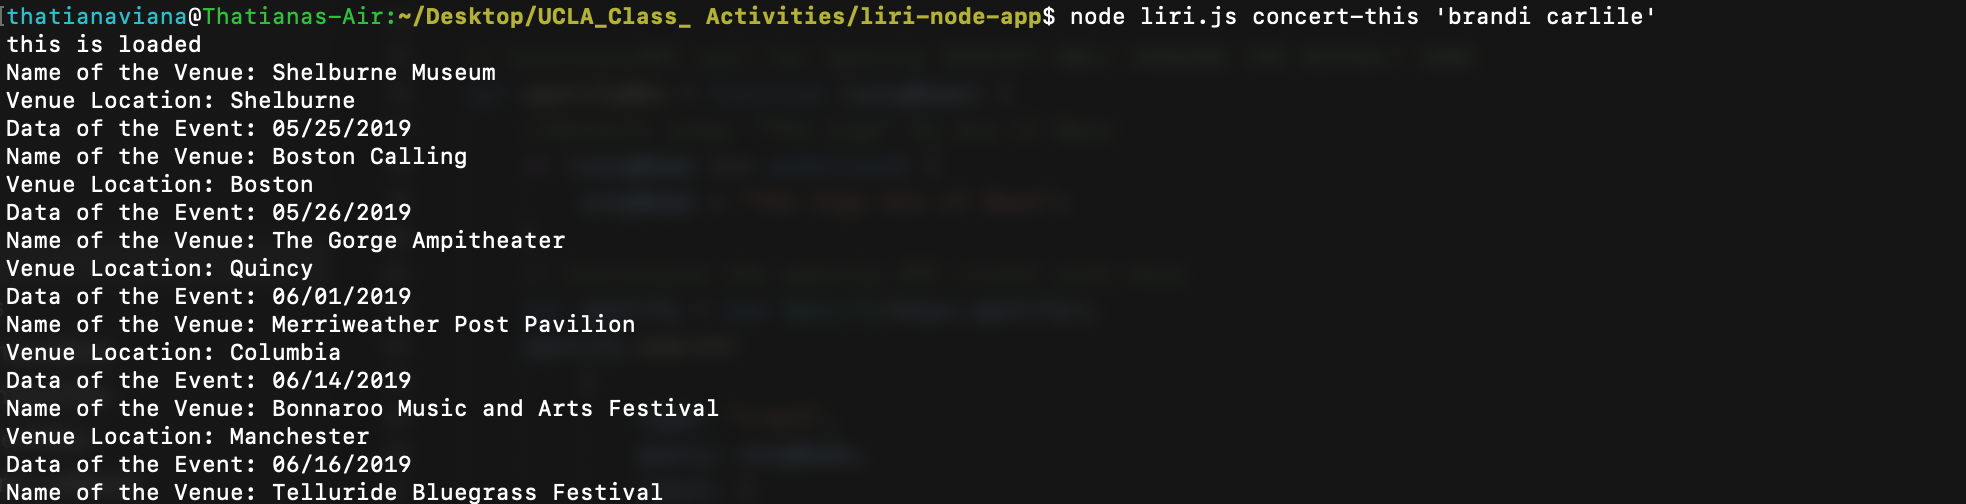 thatianaviana@Thatianas-Air:~/Desktop/UCLA_Class_ Activities/liri-node-app$ node liri.js concert-this 'brandi carlile'
this is loaded
Name of the Venue: Shelburne Museum
Venue Location: Shelburne
Data of the Event: 05/25/2019
Name of the Venue: Boston Calling
Venue Location: Boston
Data of the Event: 05/26/2019
Name of the Venue: The Gorge Ampitheater
Venue Location: Quincy
Data of the Event: 06/01/2019
Name of the Venue: Merriweather Post Pavilion
Venue Location: Columbia
Data of the Event: 06/14/2019
Name of the Venue: Bonnaroo Music and Arts Festival
Venue Location: Manchester
Data of the Event: 06/16/2019
Name of the Venue: Telluride Bluegrass Festival